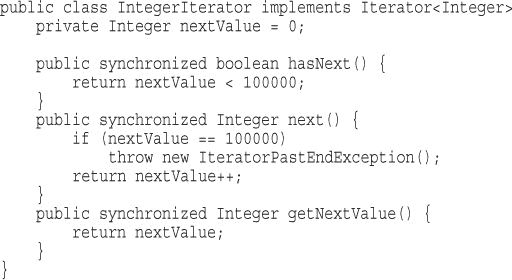 public class IntegerIterator implements Iterator<Integer>
    private Integer nextValue = 0;

    public synchronized boolean hasNext() {
        return nextValue < 100000;
    }
    public synchronized Integer next() {
        if (nextValue == 100000)
            throw new IteratorPastEndException();
        return nextValue++;
    }
    public synchronized Integer getNextValue() {
        return nextValue;
    }
}